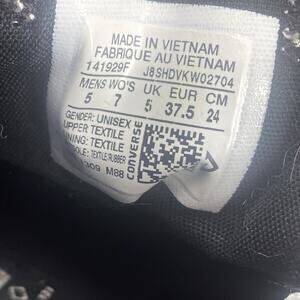 MADE IN VIETNAM
FABRIQUE AU VIETNAM
141929F J8SHDVKW02704
MENS WO'S UK EUR CM
5 7 5 37.5 24
GENDER: UNISEX
UPPER: TEXTILE
LINING: TEXTILE
SOLE: TEXTILE/RUBBER
309 M88
CONVERSE